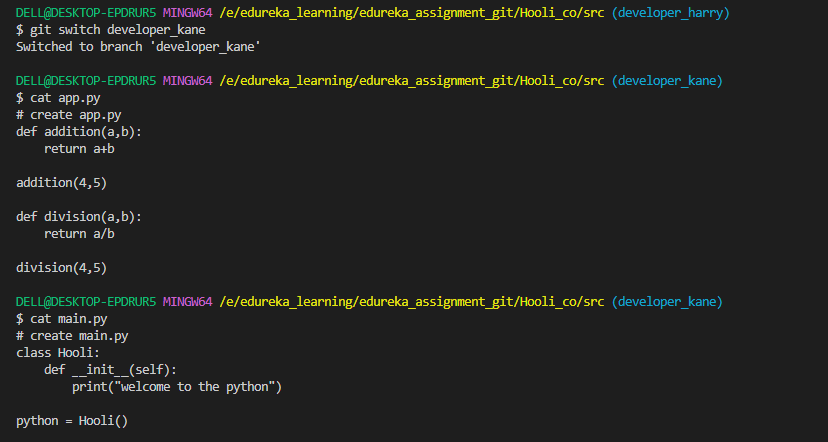 DELL@DESKTOP-EPDRUR5 MINGW64 /e/edureka_learning/edureka_assignment_git/Hooli_co/src (developer_harry)
$ git switch developer_kane
Switched to branch 'developer_kane'

DELL@DESKTOP-EPDRUR5 MINGW64 /e/edureka_learning/edureka_assignment_git/Hooli_co/src (developer_kane)
$ cat app.py
# create app.py
def addition(a,b):
    return a+b

addition(4,5)

def division(a,b):
    return a/b

division(4,5)

DELL@DESKTOP-EPDRUR5 MINGW64 /e/edureka_learning/edureka_assignment_git/Hooli_co/src (developer_kane)
$ cat main.py
# create main.py
class Hooli:
    def __init__(self):
        print("welcome to the python")

python = Hooli()